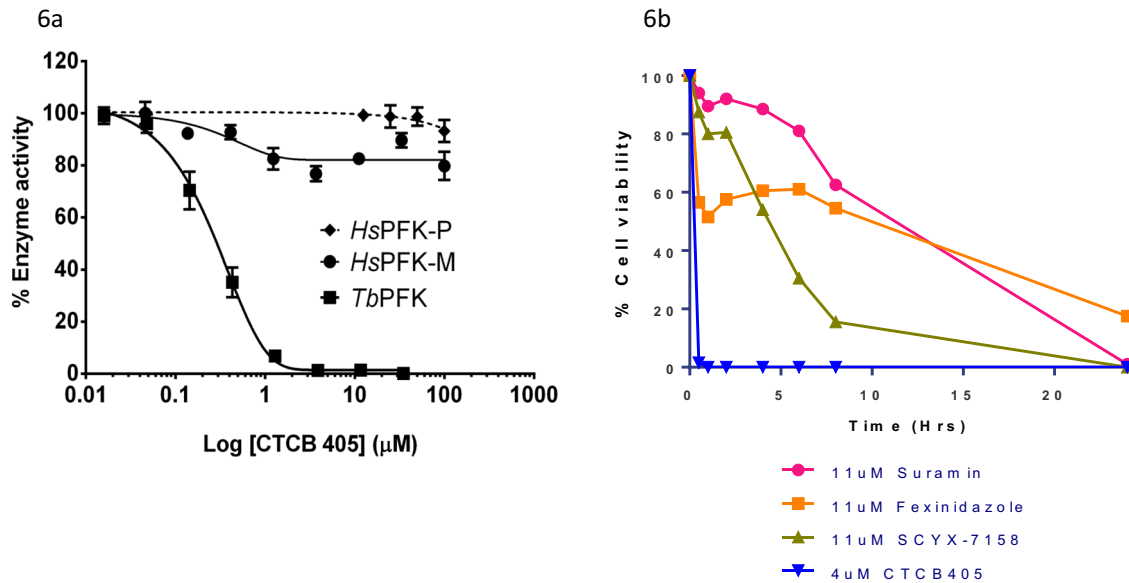 6a
6b
120
100
80
60
40
20
0
% Enzyme activity
HsPFK-P
HsPFK-M
TbPFK
0.01 0.1 1 10 100 1000
Log [CTCB 405] (µM)
100
80
60
40
20
0
% Cell viability
0 5 10 15 20
Time (Hrs)
11uM Suramin
11uM Fexinidazole
11uM SCYX-7158
4uM CTCB405